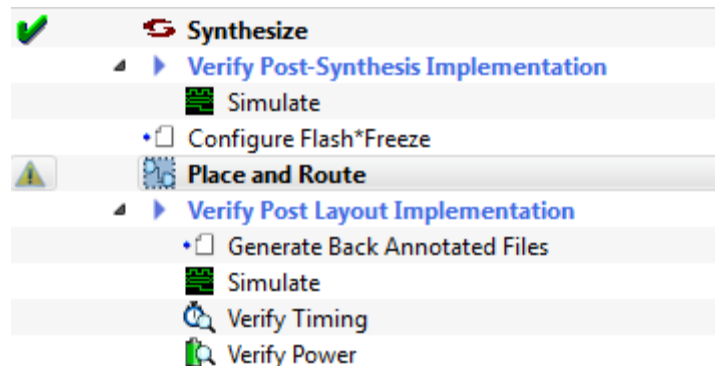 Synthesize
Verify Post-Synthesis Implementation
Simulate
Configure Flash*Freeze
Place and Route
Verify Post Layout Implementation
Generate Back Annotated Files
Simulate
Verify Timing
Verify Power